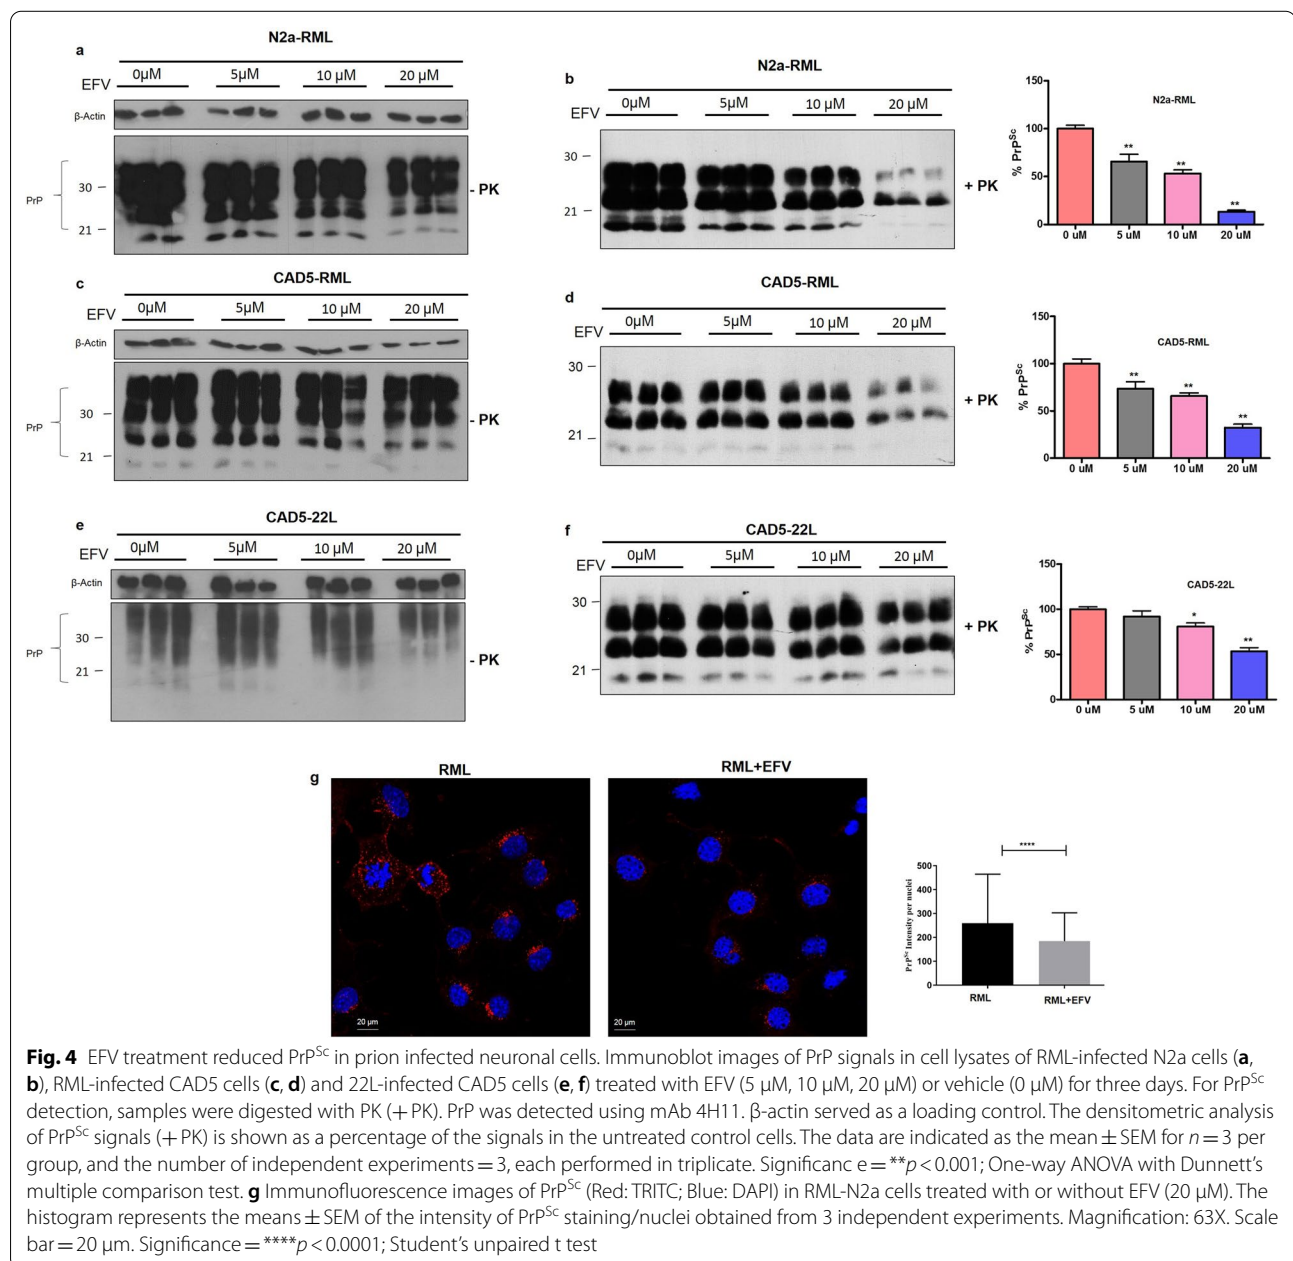 a
N2a-RML
EFV 0µM 5µM 10 µM 20 µM
β-Actin
PrP
30
21
- PK
b
N2a-RML
EFV 0µM 5µM 10 µM 20 µM
30
21
+ PK
150
100
50
0
% PrPSc
N2a-RML
** ** **
0 uM 5 uM 10 uM 20 uM
c
CAD5-RML
EFV 0µM 5µM 10 µM 20 µM
β-Actin
PrP
30
21
- PK
d
CAD5-RML
EFV 0µM 5µM 10 µM 20 µM
30
21
+ PK
150
100
50
0
% PrPSc
CAD5-RML
** ** **
0 uM 5 uM 10 uM 20 uM
e
CAD5-22L
EFV 0µM 5µM 10 µM 20 µM
β-Actin
PrP
30
21
- PK
f
CAD5-22L
EFV 0µM 5µM 10 µM 20 µM
30
21
+ PK
150
100
50
0
% PrPSc
CAD5-22L
* **
0 uM 5 uM 10 uM 20 uM
g
RML
20 µm
RML+EFV
20 µm
****
500
400
300
200
100
0
PrPSc Intensity per nuclei
RML RML+EFV
Fig. 4 EFV treatment reduced PrPSc in prion infected neuronal cells. Immunoblot images of PrP signals in cell lysates of RML-infected N2a cells (a,
b), RML-infected CAD5 cells (c, d) and 22L-infected CAD5 cells (e, f) treated with EFV (5 µM, 10 µM, 20 µM) or vehicle (0 µM) for three days. For PrPSc
detection, samples were digested with PK (+ PK). PrP was detected using mAb 4H11. β-actin served as a loading control. The densitometric analysis
of PrPSc signals (+ PK) is shown as a percentage of the signals in the untreated control cells. The data are indicated as the mean ± SEM for n = 3 per
group, and the number of independent experiments = 3, each performed in triplicate. Significanc e = **p < 0.001; One-way ANOVA with Dunnett's
multiple comparison test. g Immunofluorescence images of PrPSc (Red: TRITC; Blue: DAPI) in RML-N2a cells treated with or without EFV (20 µM). The
histogram represents the means ± SEM of the intensity of PrPSc staining/nuclei obtained from 3 independent experiments. Magnification: 63X. Scale
bar = 20 µm. Significance = ****p < 0.0001; Student's unpaired t test